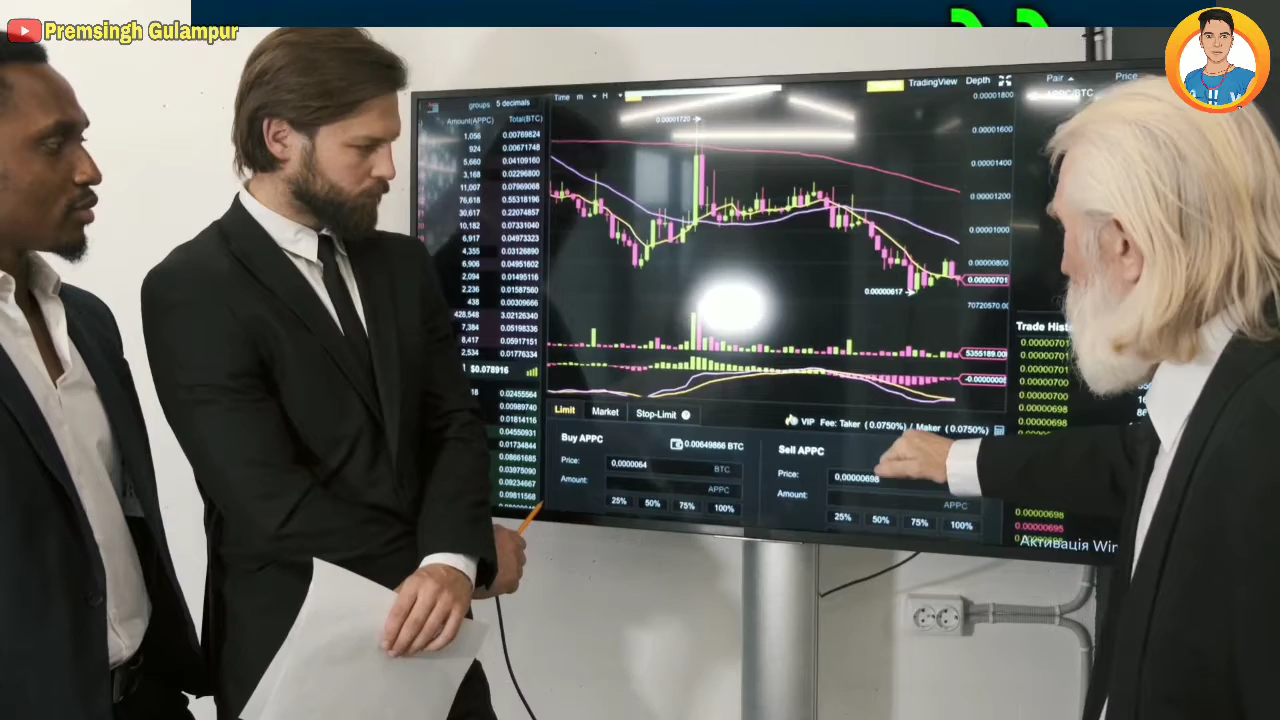 Premsingh Gulampur
groups 5 decimals
Amount(APPC) Total(BTC)
1,056 0.00769824
924 0.00671748
5,660 0.04109160
3,168 0.02296800
11,007 0.07969068
76,618 0.55318196
30,617 0.22074857
10,182 0.07331040
6,917 0.04973323
4,355 0.03126890
6,906 0.04951602
2,094 0.01495116
2,236 0.01587560
438 0.00309666
428,548 3.02126340
7,384 0.05198336
8,417 0.05917151
2,534 0.01776334
$0.078916
0.02455564
0.00989740
0.01814116
0.04550931
0.01734844
0.08661685
0.03975090
0.09234667
0.09811568
Time m H
TradingView Depth
0.00001720
0.00001800
0.00001600
0.00001400
0.00001200
0.00001000
0.00000800
0.00000701
0.00000617
70720570.00
5355189.00
-0.0000000
Limit Market Stop-Limit
VIP Fee: Taker (0.0750%) / Maker (0.0750%)
Buy APPC 0.00649866 BTC
Price: 0,0000064 BTC
Amount: APPC
25% 50% 75% 100%
Sell APPC
Price: 0,00000698
Amount: APPC
25% 50% 75% 100%
Pair Price
APPC/BTC
Trade Hist
0.00000701
0.00000701
0.00000701
0.00000700
0.00000700
0.00000698
0.00000698
0.00000698
0.00000695
Активація Win